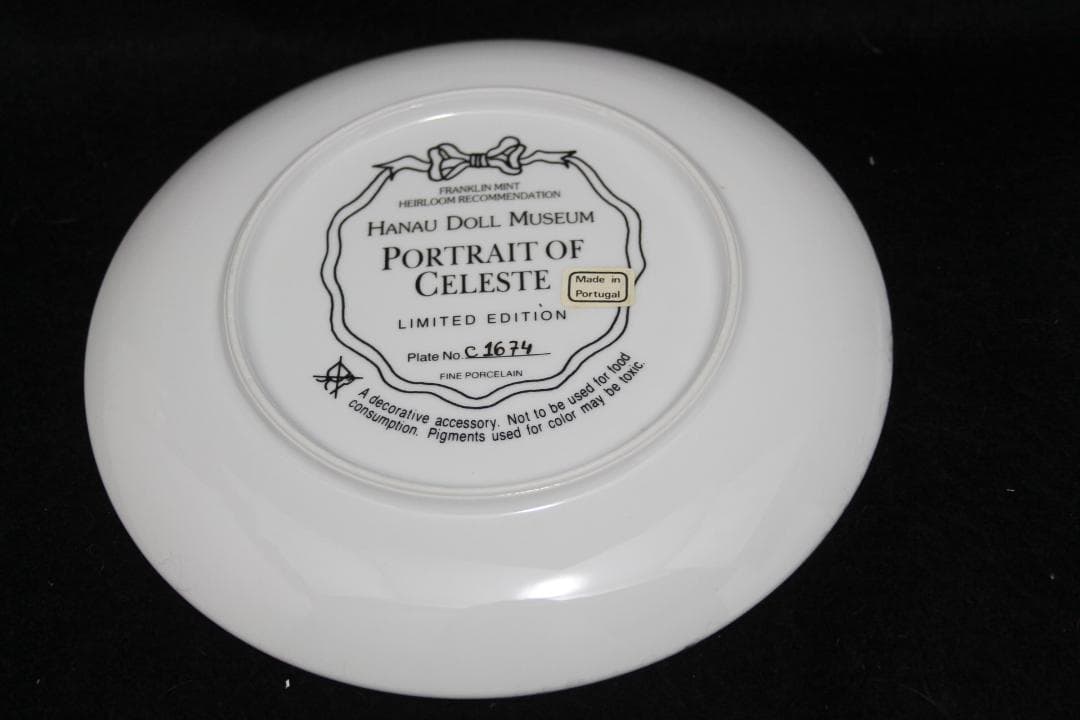 FRANKLIN MINT
HEIRLOOM RECOMMENDATION
HANAU DOLL MUSEUM
PORTRAIT OF
CELESTE
Made in
Portugal
LIMITED EDITION
Plate No. C 1674
FINE PORCELAIN
A decorative accessory. Not to be used for food
consumption. Pigments used for color may be toxic.